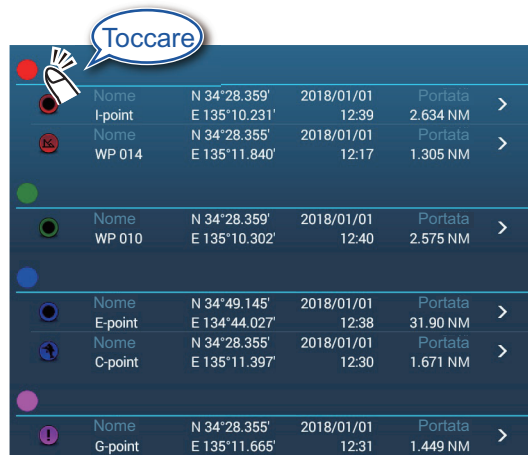 Toccare
Nome N 34°28.359' 2018/01/01 Portata
I-point E 135°10.231' 12:39 2.634 NM
Nome N 34°28.355' 2018/01/01 Portata
WP 014 E 135°11.840' 12:17 1.305 NM
Nome N 34°28.359' 2018/01/01 Portata
WP 010 E 135°10.302' 12:40 2.575 NM
Nome N 34°49.145' 2018/01/01 Portata
E-point E 134°44.027' 12:38 31.90 NM
Nome N 34°28.355' 2018/01/01 Portata
C-point E 135°11.397' 12:30 1.671 NM
Nome N 34°28.355' 2018/01/01 Portata
G-point E 135°11.665' 12:31 1.449 NM